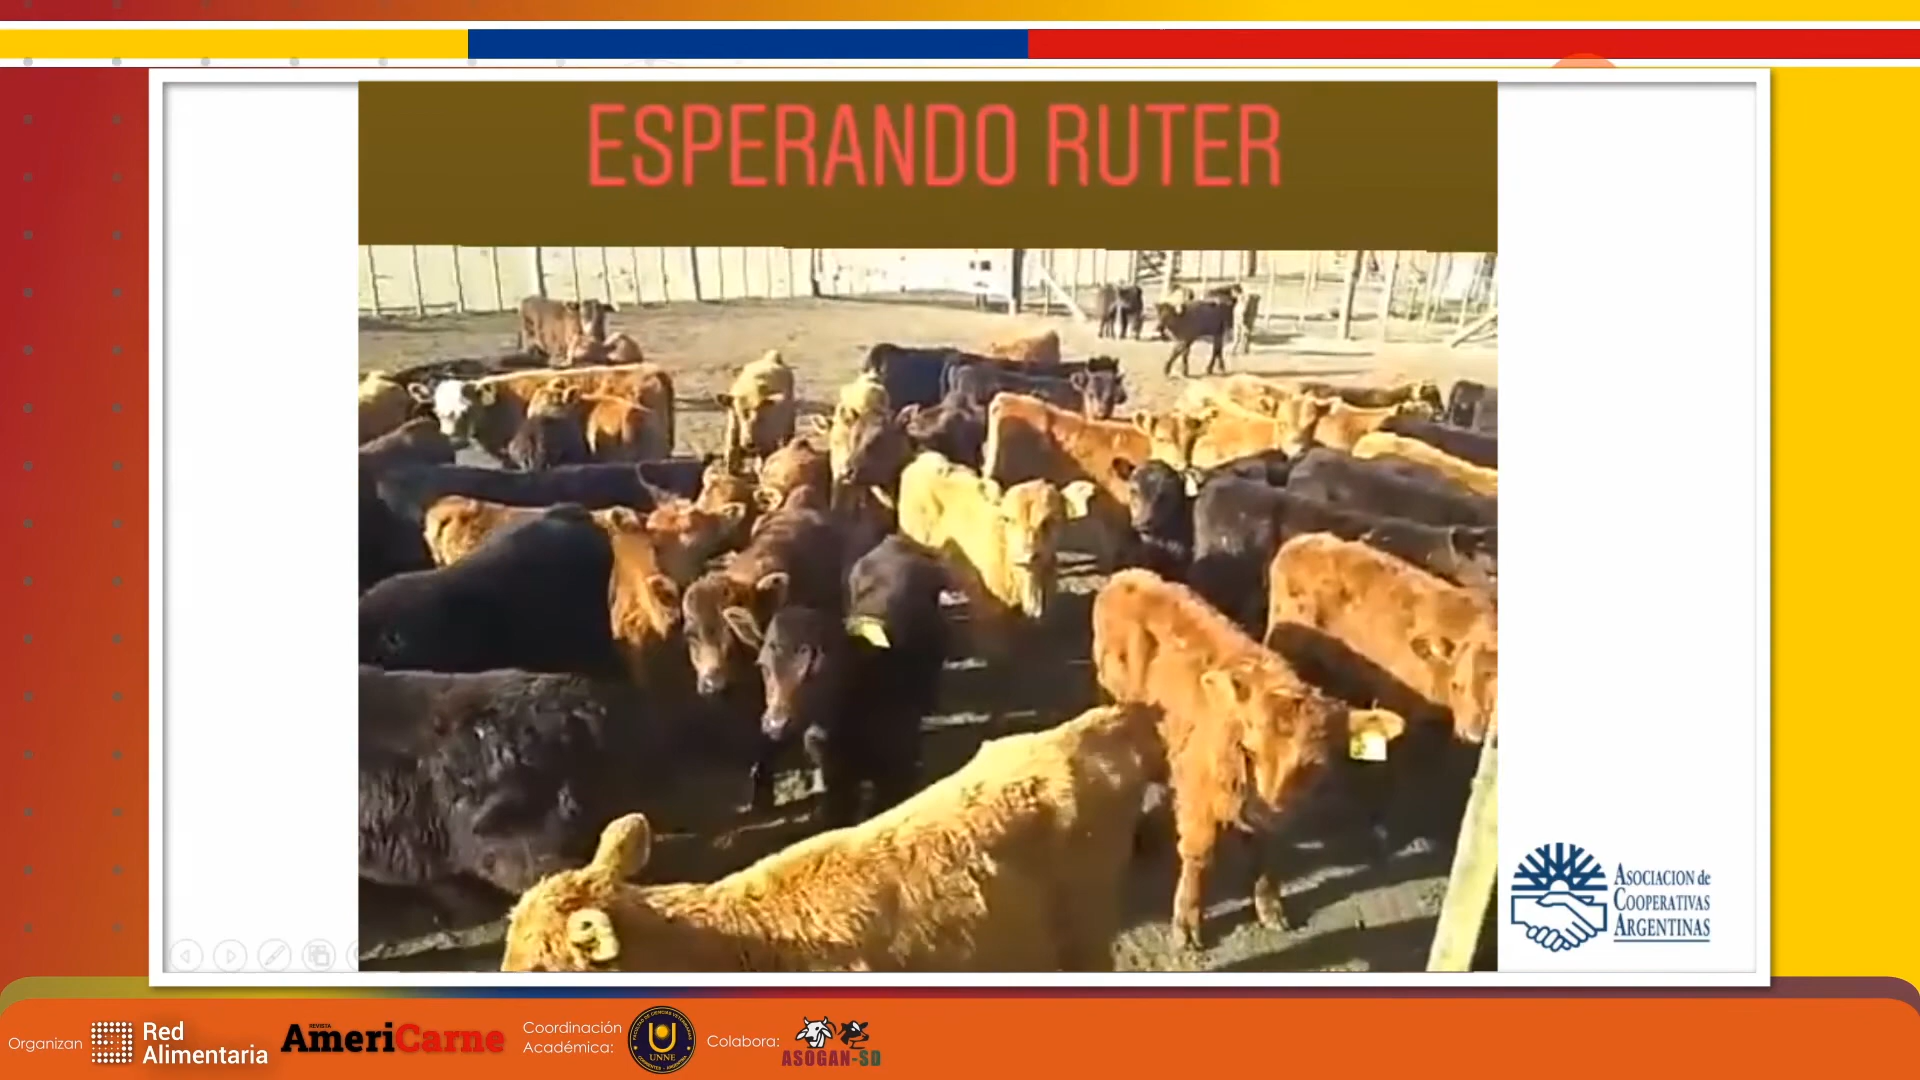 ESPERANDO RUTER
ASOCIACION de
COOPERATIVAS
ARGENTINAS
Organizan
Red
Alimentaria
REVISTA
AmeriCarne
Coordinación
Académica:
UNNE
Colabora:
ASOGAN-SD